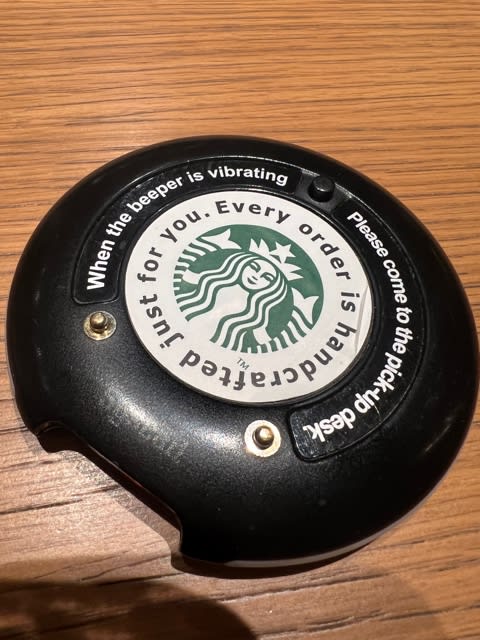 When the beeper is vibrating
Please come to the pick-up desk.
Every order is handcrafted just for you.
TM